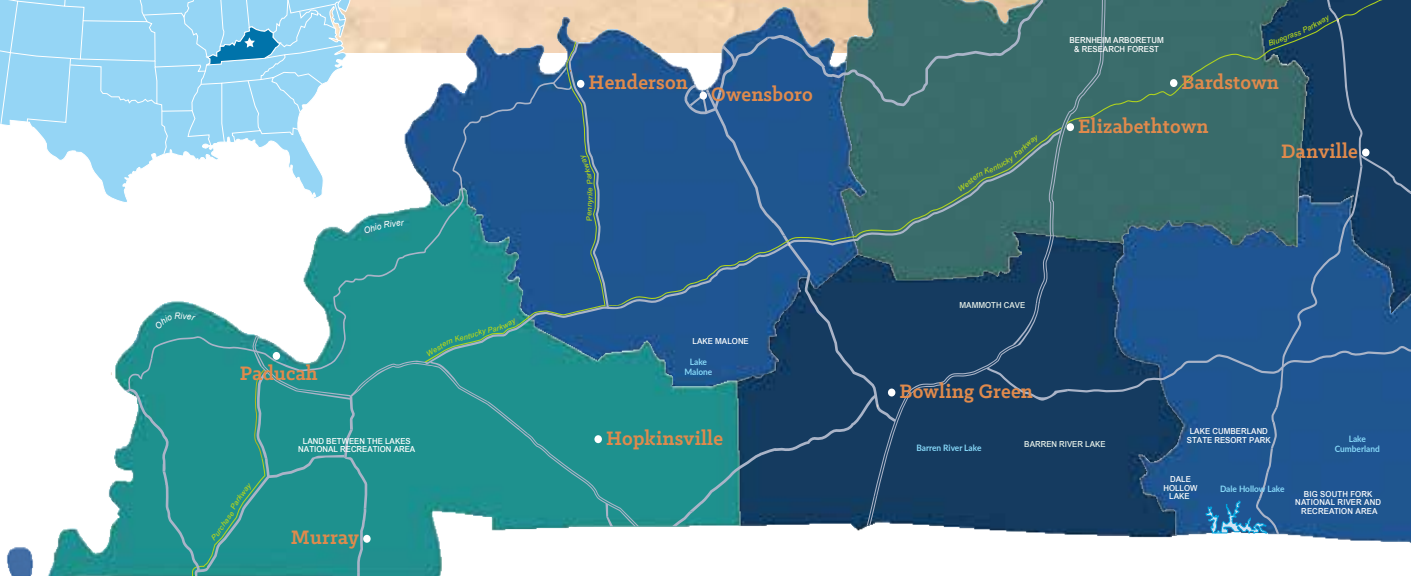 BERNHEIM ARBORETUM
& RESEARCH FOREST
Bluegrass Parkway
Henderson
Owensboro
Bardstown
Elizabethtown
Danville
Western Kentucky Parkway
Pennyrile Parkway
Ohio River
Ohio River
MAMMOTH CAVE
Western Kentucky Parkway
LAKE MALONE
Lake
Malone
Paducah
Bowling Green
Hopkinsville
LAND BETWEEN THE LAKES
NATIONAL RECREATION AREA
Barren River Lake
BARREN RIVER LAKE
LAKE CUMBERLAND
STATE RESORT PARK
Lake
Cumberland
DALE
HOLLOW
LAKE
Dale Hollow Lake
BIG SOUTH FORK
NATIONAL RIVER AND
RECREATION AREA
Purchase Parkway
Murray